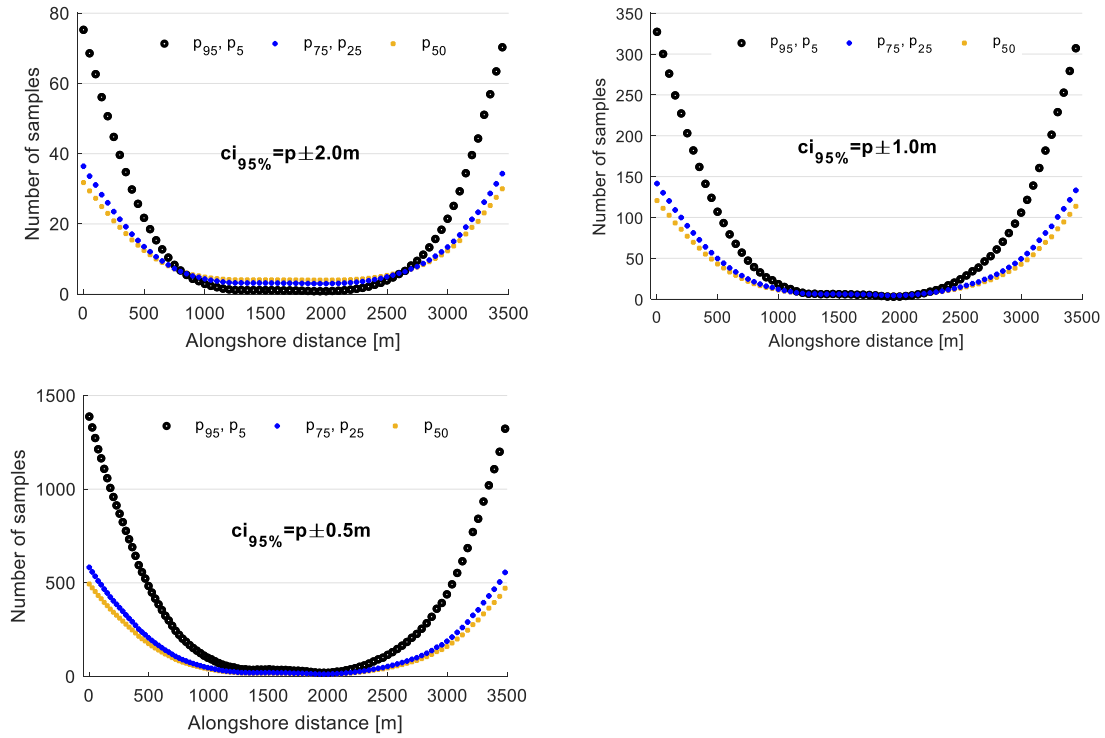 80
60
40
20
0
Number of samples
p95, p5 p75, p25 p50
ci95%=p±2.0m
0 500 1000 1500 2000 2500 3000 3500
Alongshore distance [m]
350
300
250
200
150
100
50
0
Number of samples
p95, p5 p75, p25 p50
ci95%=p±1.0m
0 500 1000 1500 2000 2500 3000 3500
Alongshore distance [m]
1500
1000
500
0
Number of samples
p95, p5 p75, p25 p50
ci95%=p±0.5m
0 500 1000 1500 2000 2500 3000 3500
Alongshore distance [m]